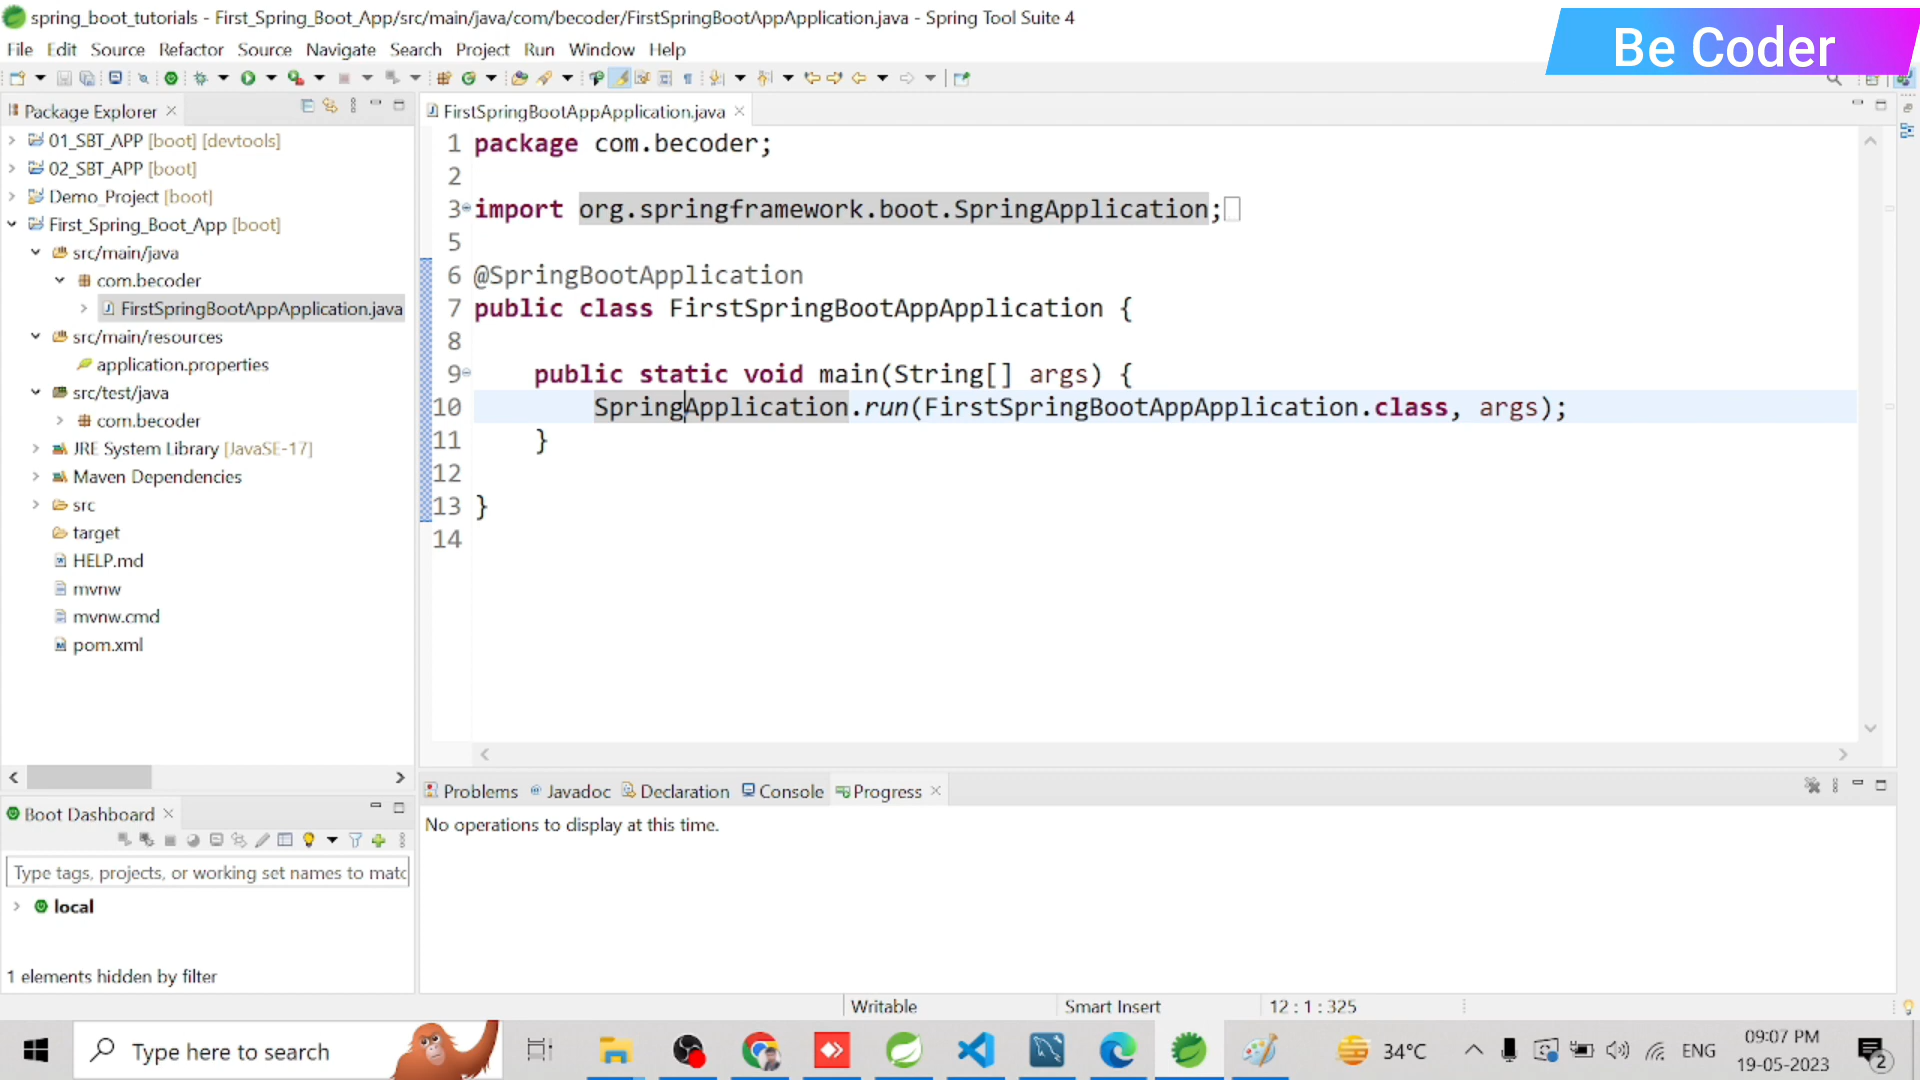 spring_boot_tutorials - First_Spring_Boot_App/src/main/java/com/becoder/FirstSpringBootAppApplication.java - Spring Tool Suite 4
Be Coder
File Edit Source Refactor Source Navigate Search Project Run Window Help
Package Explorer
01_SBT_APP [boot] [devtools]
02_SBT_APP [boot]
Demo_Project [boot]
First_Spring_Boot_App [boot]
src/main/java
com.becoder
FirstSpringBootAppApplication.java
src/main/resources
application.properties
src/test/java
com.becoder
JRE System Library [JavaSE-17]
Maven Dependencies
src
target
HELP.md
mvnw
mvnw.cmd
pom.xml
FirstSpringBootAppApplication.java
1 package com.becoder;
2
3 import org.springframework.boot.SpringApplication;
5
6 @SpringBootApplication
7 public class FirstSpringBootAppApplication {
8
9 public static void main(String[] args) {
10 SpringApplication.run(FirstSpringBootAppApplication.class, args);
11 }
12
13 }
14
Boot Dashboard
Type tags, projects, or working set names to matc
local
1 elements hidden by filter
Problems Javadoc Declaration Console Progress
No operations to display at this time.
Writable Smart Insert 12 : 1 : 325
Type here to search
34°C
ENG
09:07 PM
19-05-2023
2